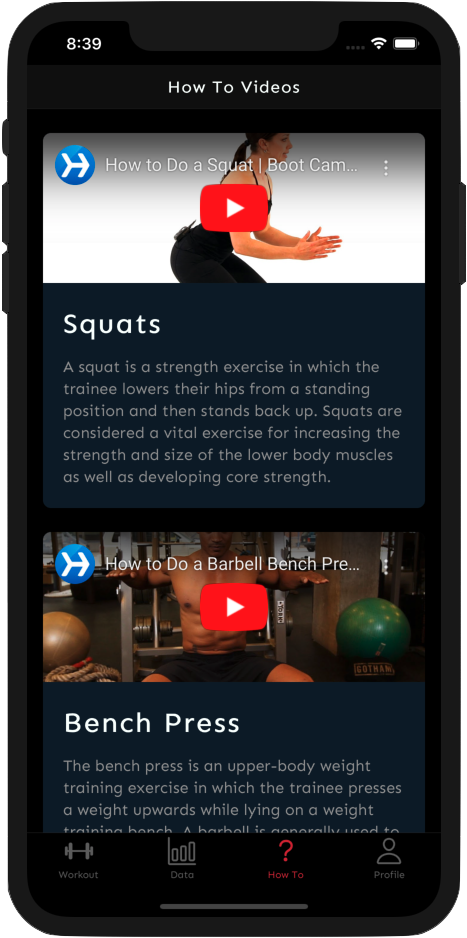 8:39
How To Videos
How to Do a Squat | Boot Cam...
Squats
A squat is a strength exercise in which the
trainee lowers their hips from a standing
position and then stands back up. Squats are
considered a vital exercise for increasing the
strength and size of the lower body muscles
as well as developing core strength.
How to Do a Barbell Bench Pre...
GOTHAM
Bench Press
The bench press is an upper-body weight
training exercise in which the trainee presses
a weight upwards while lying on a weight
training bench. A barbell is generally used to
Workout
Data
How To
Profile